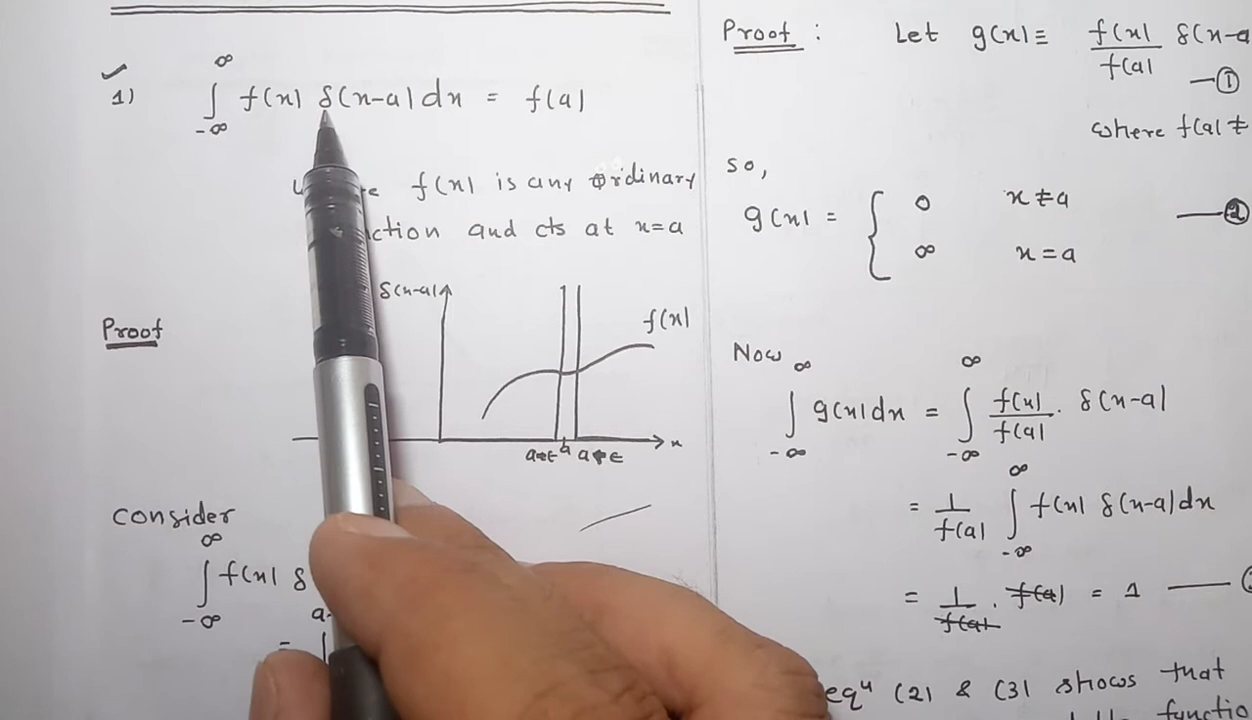 1)
∞
∫ f(x) δ(x-a) dx = f(a)
-∞
f(x) is any ordinary
and cts at x=a
Proof
δ(x-a)
f(x)
x
a-ϵ a a+ϵ
Consider
∞
∫ f(x) δ
-∞
a-
=
Proof : Let g(x) ≡ f(x)/f(a) δ(x-a
—①
where f(a) ≠
so,
g(x) = { 0 x ≠ a —②
∞ x = a
Now
∞ ∞
∫ g(x) dx = ∫ f(x)/f(a) . δ(x-a)
-∞ -∞
∞
= 1/f(a) ∫ f(x) δ(x-a) dx
-∞
= 1/f(a) . f(a) = 1 —
eqⁿ (2) & (3) shows that
functio